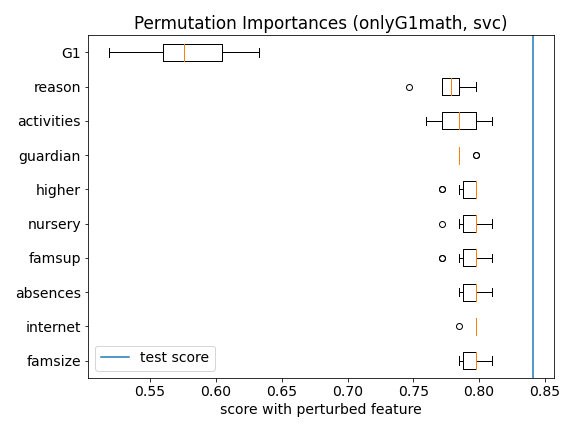 Permutation Importances (onlyG1math, svc)
G1
reason
activities
guardian
higher
nursery
famsup
absences
internet
famsize
test score
0.55 0.60 0.65 0.70 0.75 0.80 0.85
score with perturbed feature